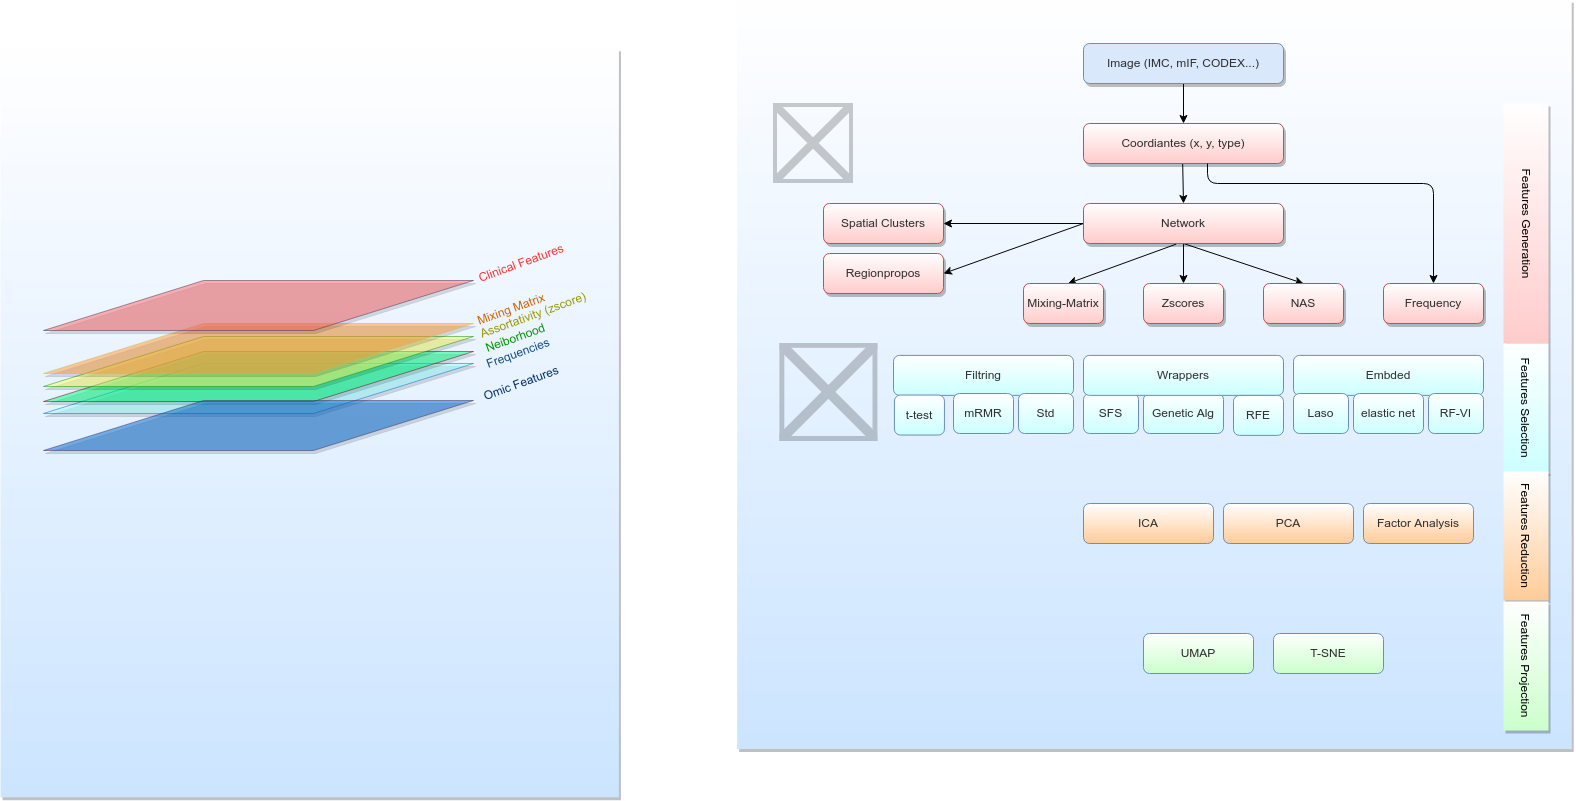 Clinical Features
Mixing Matrix
Assortativity (zscore)
Neiborhood
Frequencies
Omic Features
Image (IMC, mIF, CODEX...)
Coordiantes (x, y, type)
Network
Spatial Clusters
Regionpropos
Mixing-Matrix
Zscores
NAS
Frequency
Features Generation
Filtring
Wrappers
Embded
t-test
mRMR
Std
SFS
Genetic Alg
RFE
Laso
elastic net
RF-VI
Features Selection
ICA
PCA
Factor Analysis
Features Reduction
UMAP
T-SNE
Features Projection